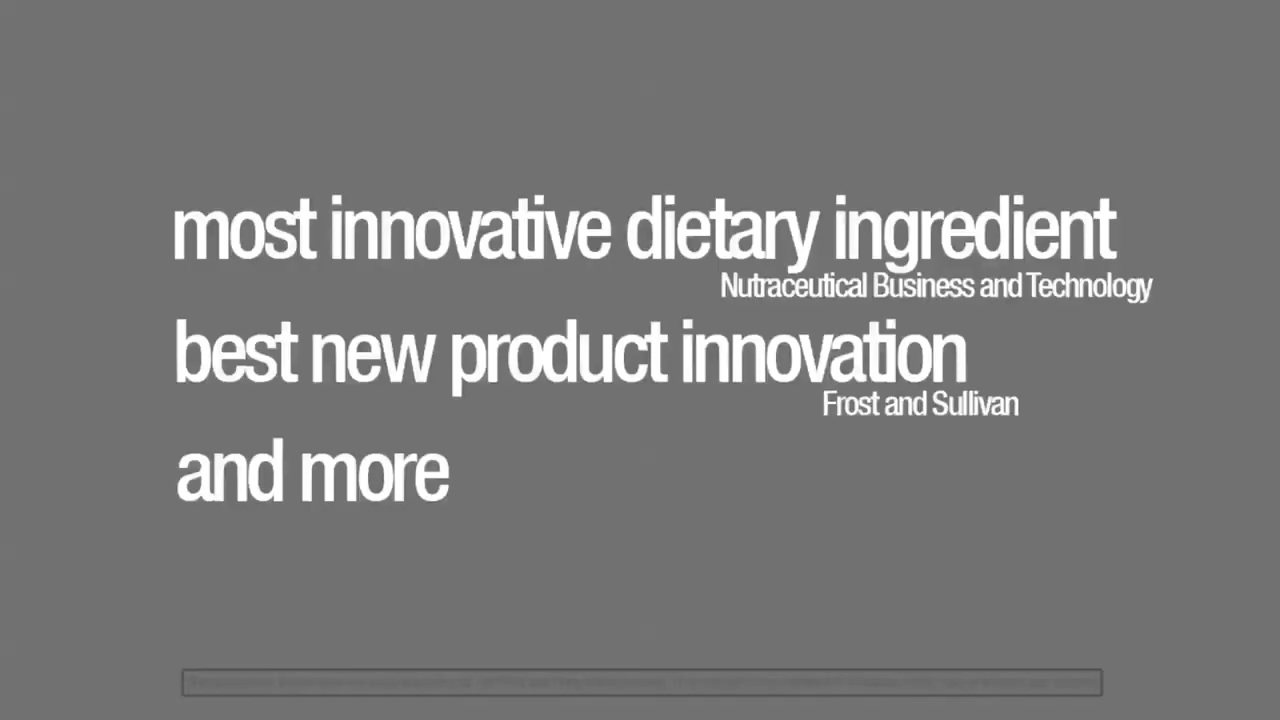 most innovative dietary ingredient
Nutraceutical Business and Technology
best new product innovation
Frost and Sullivan
and more